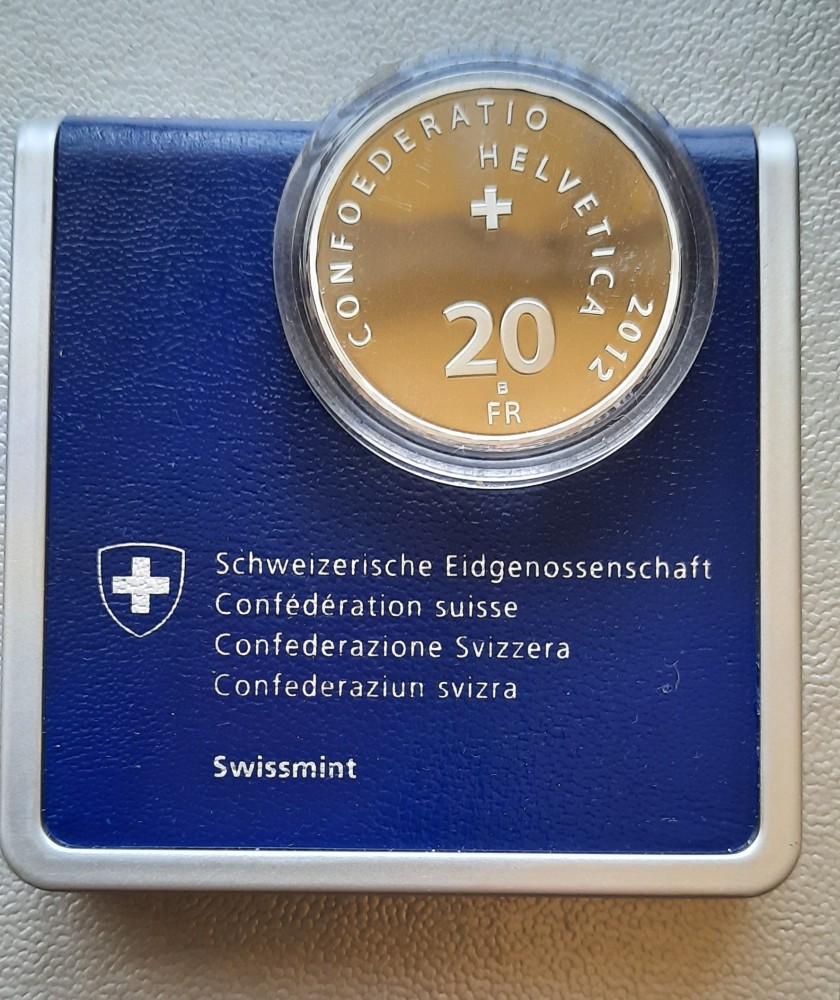 CONFOEDERATIO
HELVETICA
2012
20
B
FR
Schweizerische Eidgenossenschaft
Confédération suisse
Confederazione Svizzera
Confederaziun svizra
Swissmint